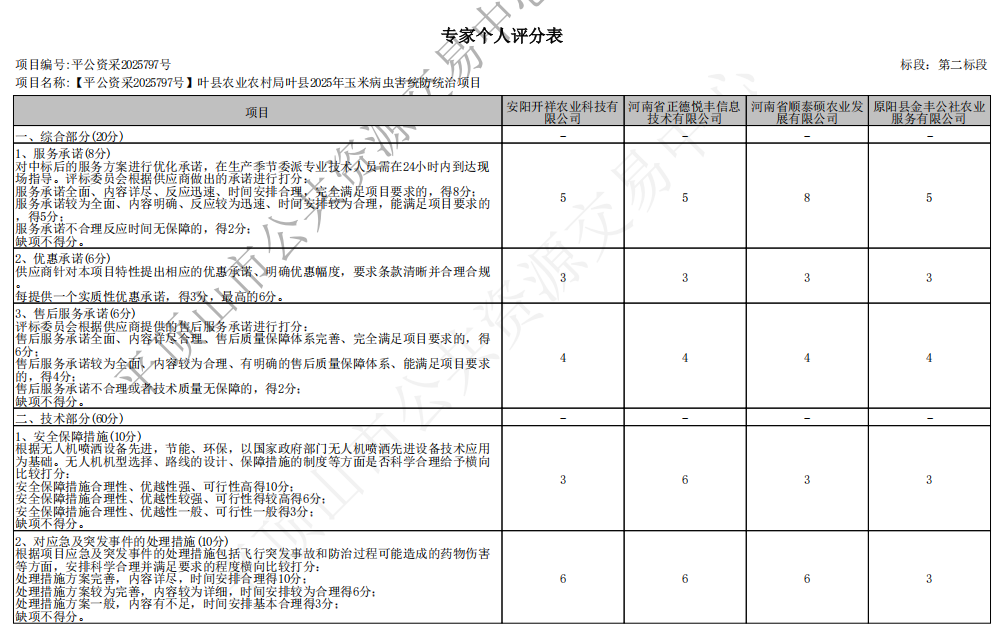 专家个人评分表
项目编号:平公资采2025797号
标段：第二标段
项目名称:【平公资采2025797号】叶县农业农村局叶县2025年玉米病虫害统防统治项目
项目 安阳开祥农业科技有限公司 河南省正德悦丰信息技术有限公司 河南省顺泰硕农业发展有限公司 原阳县金丰公社农业服务有限公司
一、综合部分(20分) － － － －
1、服务承诺(8分)
对中标后的服务方案进行优化承诺，在生产季节委派专业技术人员需在24小时内到达现
场指导。评标委员会根据供应商做出的承诺进行打分：
服务承诺全面、内容详尽、反应迅速、时间安排合理，完全满足项目要求的，得8分；
服务承诺较为全面、内容明确、反应较为迅速、时间安排较为合理，能满足项目要求的
，得5分；
服务承诺不合理反应时间无保障的，得2分；
缺项不得分。
5 5 8 5
2、优惠承诺(6分)
供应商针对本项目特性提出相应的优惠承诺、明确优惠幅度，要求条款清晰并合理合规
。
每提供一个实质性优惠承诺，得3分，最高的6分。
3 3 3 3
3、售后服务承诺(6分)
评标委员会根据供应商提供的售后服务承诺进行打分：
售后服务承诺全面、内容详尽合理、售后质量保障体系完善、完全满足项目要求的，得
6分；
售后服务承诺较为全面，内容较为合理、有明确的售后质量保障体系、能满足项目要求
的，得4分；
售后服务承诺不合理或者技术质量无保障的，得2分；
缺项不得分。
4 4 4 4
二、技术部分(60分) － － － －
1、安全保障措施(10分)
根据无人机喷洒设备先进，节能、环保，以国家政府部门无人机喷洒先进设备技术应用
为基础。无人机机型选择、路线的设计、保障措施的制度等方面是否科学合理给予横向
比较打分：
安全保障措施合理性、优越性强、可行性高得10分；
安全保障措施合理性、优越性较强、可行性得较高得6分；
安全保障措施合理性、优越性一般、可行性一般得3分；
缺项不得分。
3 6 3 3
2、对应急及突发事件的处理措施(10分)
根据项目应急及突发事件的处理措施包括飞行突发事故和防治过程可能造成的药物伤害
等方面，安排科学合理并满足要求的程度横向比较打分：
处理措施方案完善，内容详尽，时间安排合理得10分；
处理措施方案较为完善，内容较为详细，时间安排较为合理得6分；
处理措施方案一般，内容有不足，时间安排基本合理得3分；
缺项不得分。
6 6 6 3
平顶山市公共资源交易中心
顶山市公共资源交易中心